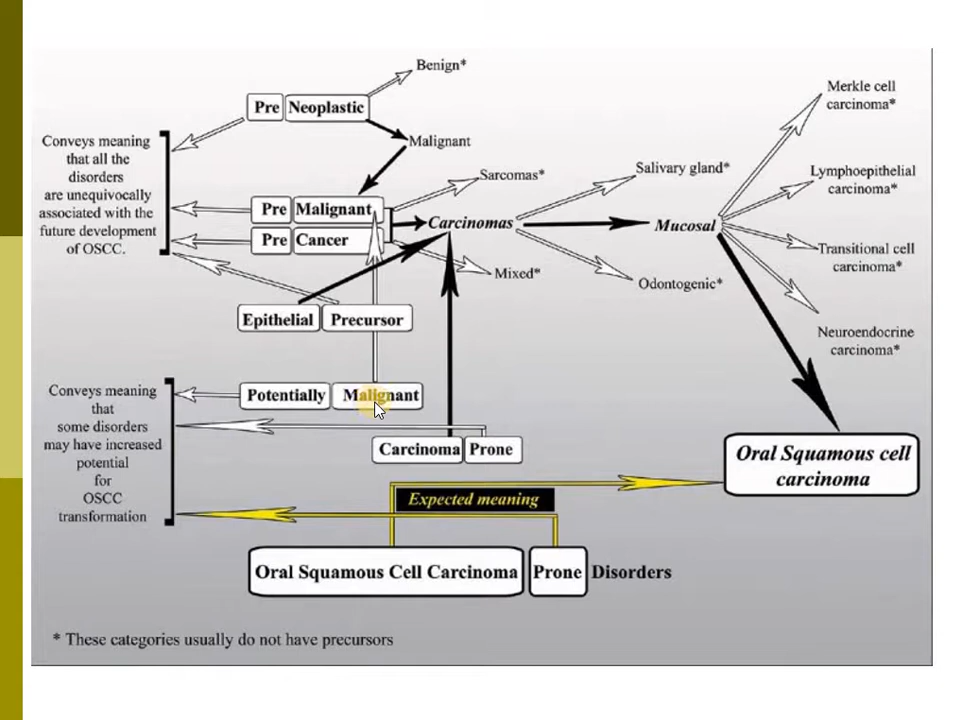 Benign*
Pre Neoplastic
Malignant
Conveys meaning
that all the
disorders
are unequivocally
associated with the
future development
of OSCC.
Pre Malignant
Pre Cancer
Sarcomas*
Carcinomas
Mixed*
Salivary gland*
Mucosal
Odontogenic*
Merkle cell
carcinoma*
Lymphoepithelial
carcinoma*
Transitional cell
carcinoma*
Neuroendocrine
carcinoma*
Epithelial Precursor
Conveys meaning
that
some disorders
may have increased
potential
for
OSCC
transformation
Potentially Malignant
Carcinoma Prone
Oral Squamous cell
carcinoma
Expected meaning
Oral Squamous Cell Carcinoma Prone Disorders
* These categories usually do not have precursors